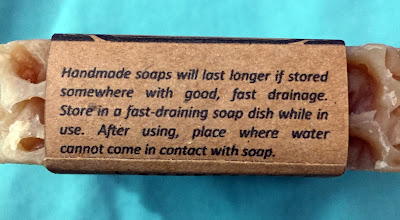 Handmade soaps will last longer if stored
somewhere with good, fast drainage.
Store in a fast-draining soap dish while in
use. After using, place where water
cannot come in contact with soap.